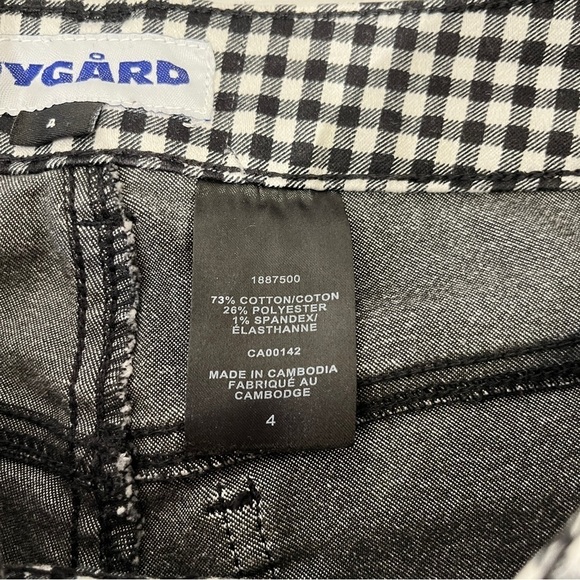 YGÅRD
4
1887500
73% COTTON/COTON
26% POLYESTER
1% SPANDEX/
ÉLASTHANNE
CA00142
MADE IN CAMBODIA
FABRIQUÉ AU
CAMBODGE
4